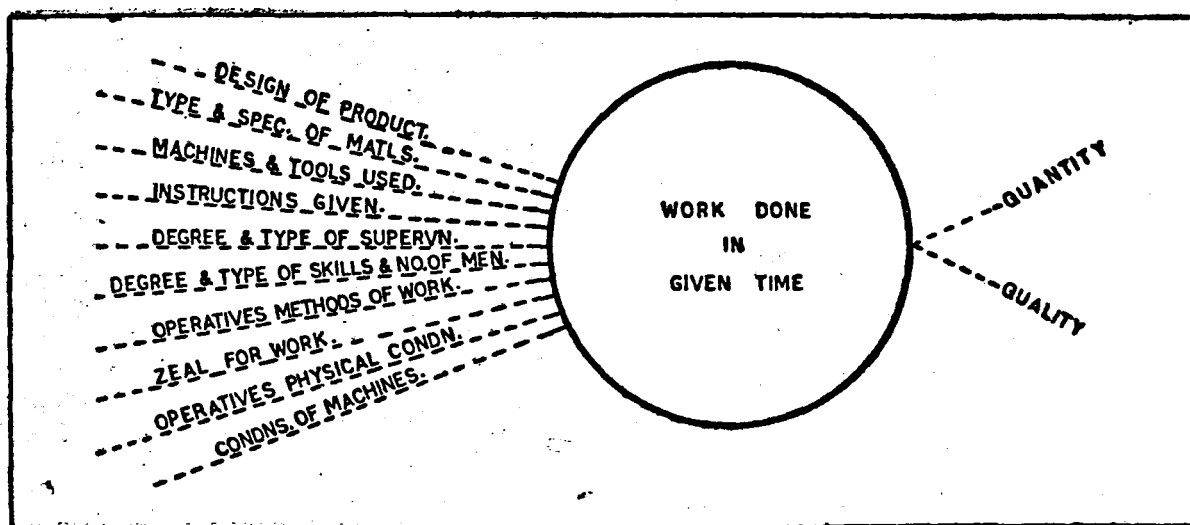 DESIGN OF PRODUCT.
TYPE & SPEC. OF MATLS.
MACHINES & TOOLS USED.
INSTRUCTIONS GIVEN.
DEGREE & TYPE OF SUPERVN.
DEGREE & TYPE OF SKILLS & NO. OF MEN.
OPERATIVES METHODS OF WORK.
ZEAL FOR WORK.
OPERATIVES PHYSICAL CONDN.
CONDNS. OF MACHINES.
WORK DONE
IN
GIVEN TIME
QUANTITY
QUALITY